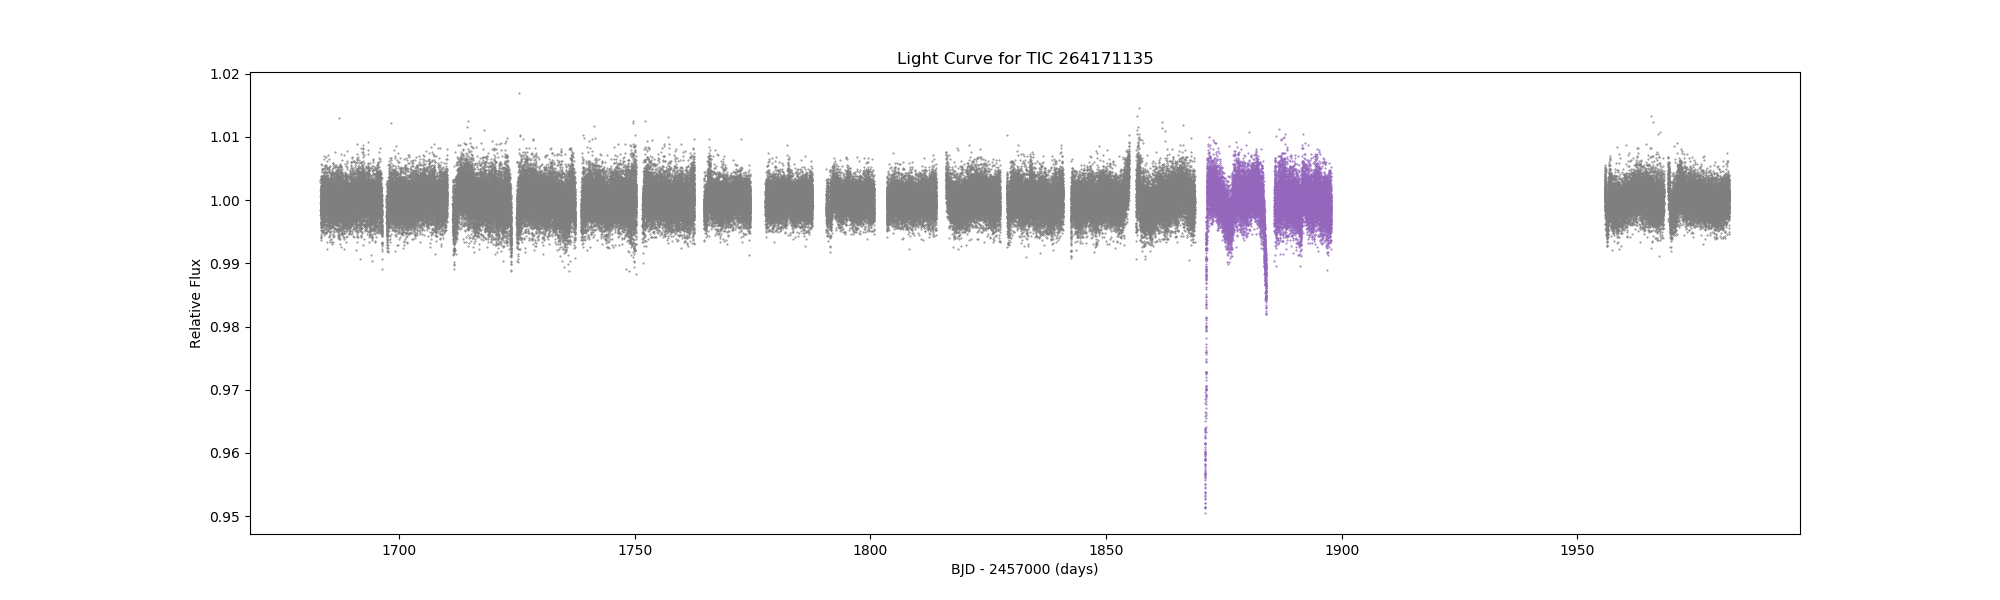 Light Curve for TIC 264171135
1.02
1.01
1.00
0.99
0.98
0.97
0.96
0.95
Relative Flux
1700 1750 1800 1850 1900 1950
BJD - 2457000 (days)